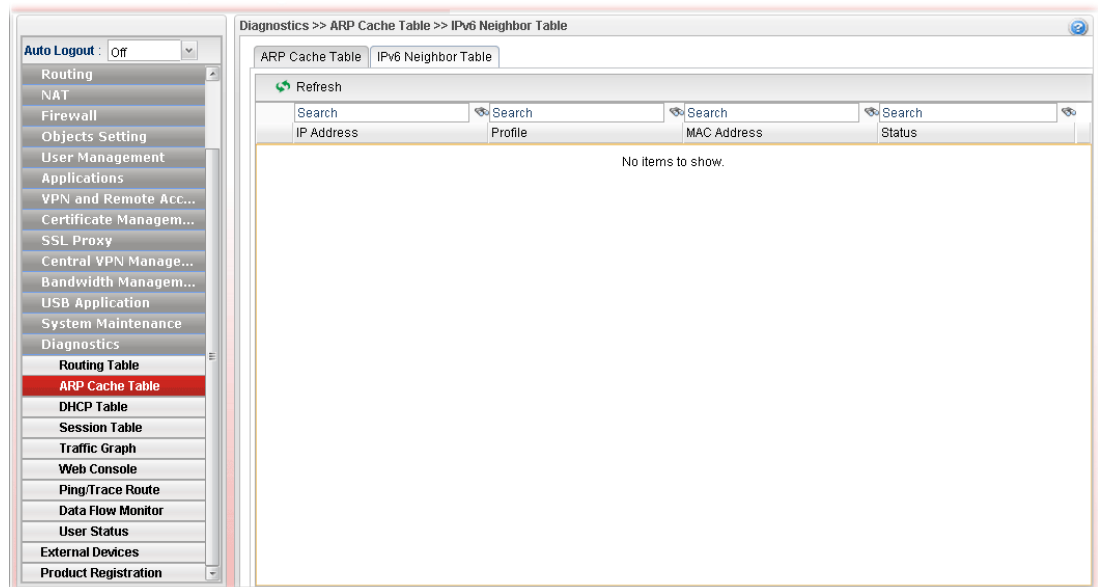 Diagnostics >> ARP Cache Table >> IPv6 Neighbor Table
Auto Logout : Off
Routing
NAT
Firewall
Objects Setting
User Management
Applications
VPN and Remote Acc...
Certificate Managem...
SSL Proxy
Central VPN Manage...
Bandwidth Managem...
USB Application
System Maintenance
Diagnostics
Routing Table
ARP Cache Table
DHCP Table
Session Table
Traffic Graph
Web Console
Ping/Trace Route
Data Flow Monitor
User Status
External Devices
Product Registration
ARP Cache Table IPv6 Neighbor Table
Refresh
Search Search Search Search
IP Address Profile MAC Address Status
No items to show.